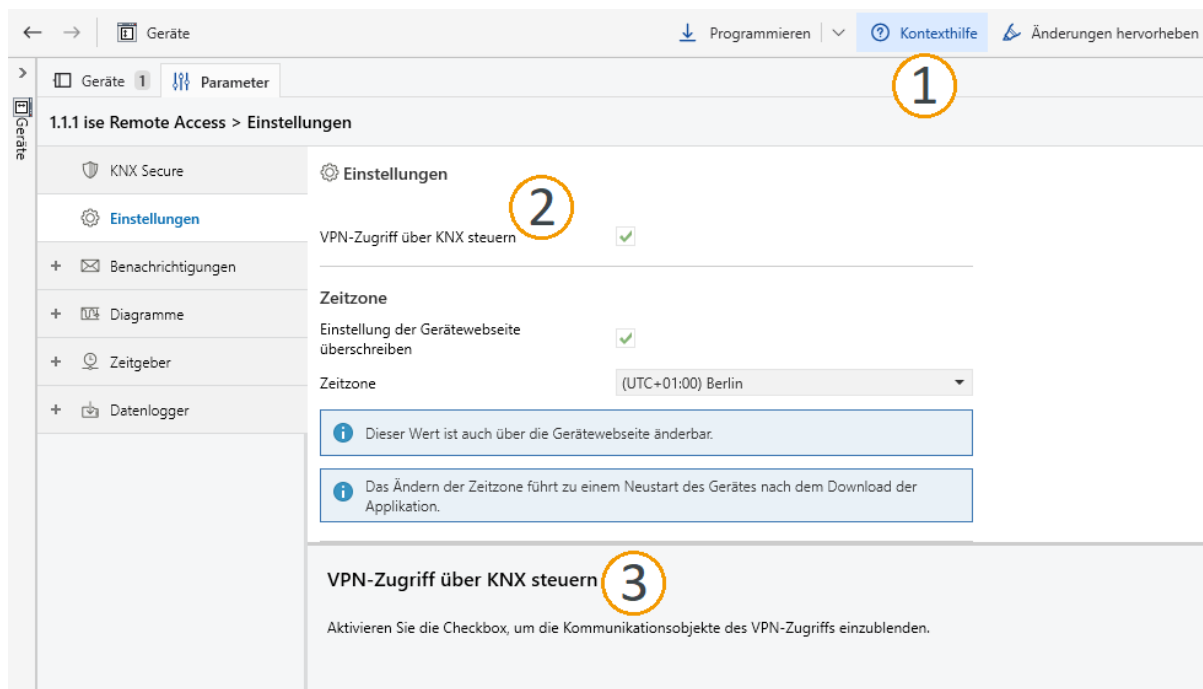 Geräte
Programmieren
Kontexthilfe
Änderungen hervorheben
1
Geräte 1
Parameter
Geräte
1.1.1 ise Remote Access > Einstellungen
KNX Secure
Einstellungen
Benachrichtigungen
Diagramme
Zeitgeber
Datenlogger
Einstellungen
2
VPN-Zugriff über KNX steuern
Zeitzone
Einstellung der Gerätewebseite
überschreiben
Zeitzone
(UTC+01:00) Berlin
Dieser Wert ist auch über die Gerätewebseite änderbar.
Das Ändern der Zeitzone führt zu einem Neustart des Gerätes nach dem Download der
Applikation.
VPN-Zugriff über KNX steuern
3
Aktivieren Sie die Checkbox, um die Kommunikationsobjekte des VPN-Zugriffs einzublenden.